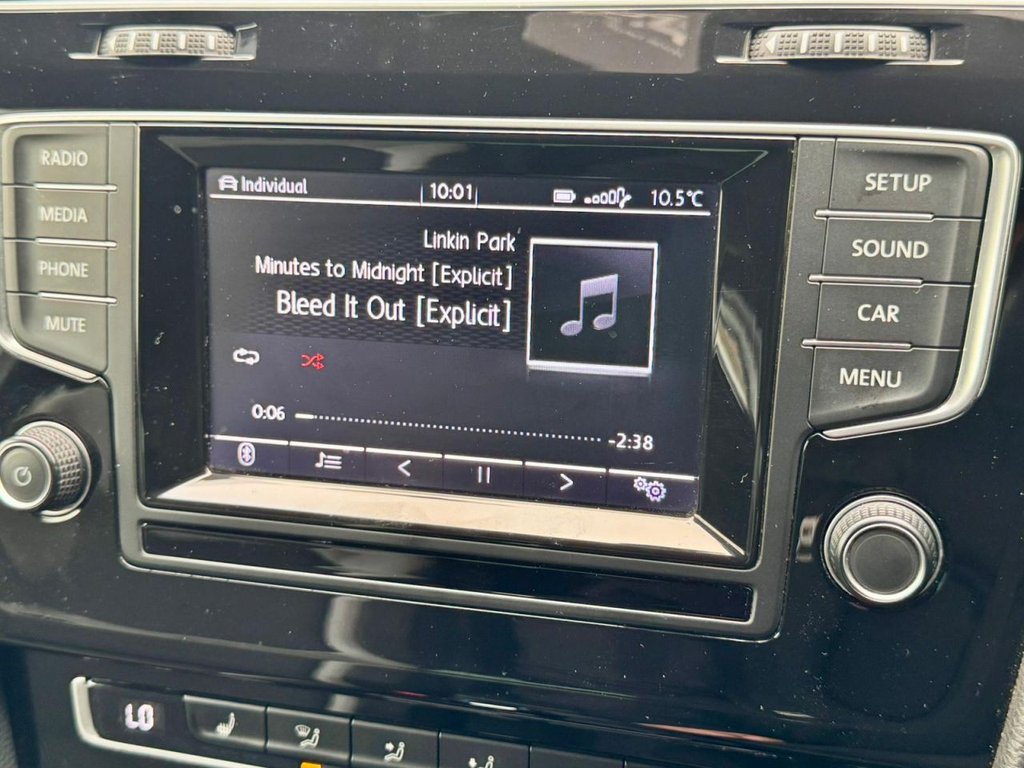 RADIO
MEDIA
PHONE
MUTE
Individual 10:01 10.5°C
Linkin Park
Minutes to Midnight [Explicit]
Bleed It Out [Explicit]
0:06 -2:38
SETUP
SOUND
CAR
MENU
LO